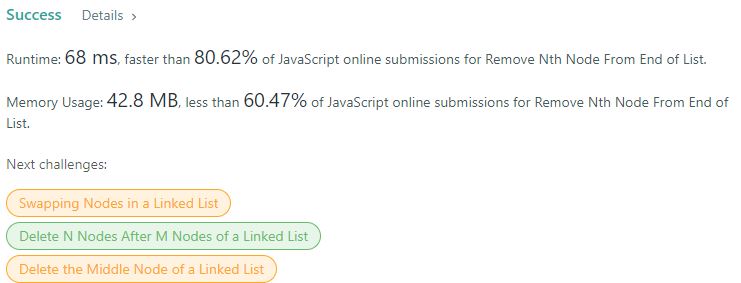 Success Details >
Runtime: 68 ms, faster than 80.62% of JavaScript online submissions for Remove Nth Node From End of List.
Memory Usage: 42.8 MB, less than 60.47% of JavaScript online submissions for Remove Nth Node From End of
List.
Next challenges:
Swapping Nodes in a Linked List
Delete N Nodes After M Nodes of a Linked List
Delete the Middle Node of a Linked List